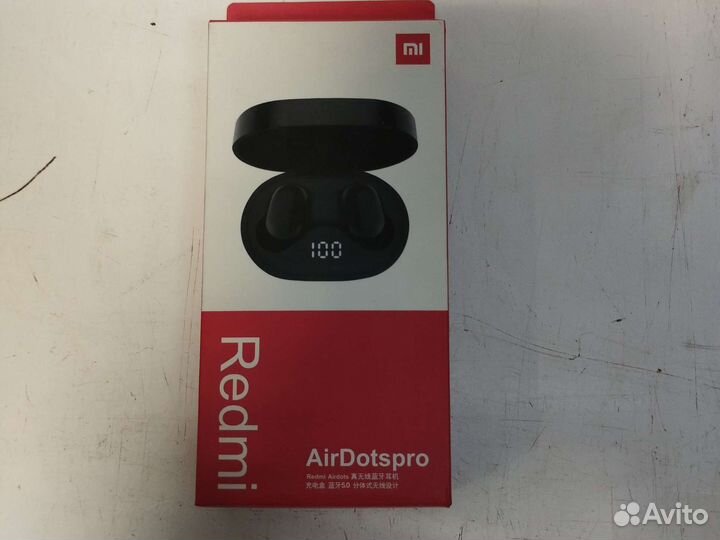 mi
100
Redmi
AirDotspro
Redmi Airdots 真无线蓝牙耳机
充电盒 蓝牙5.0 分体式无线设计
Avito